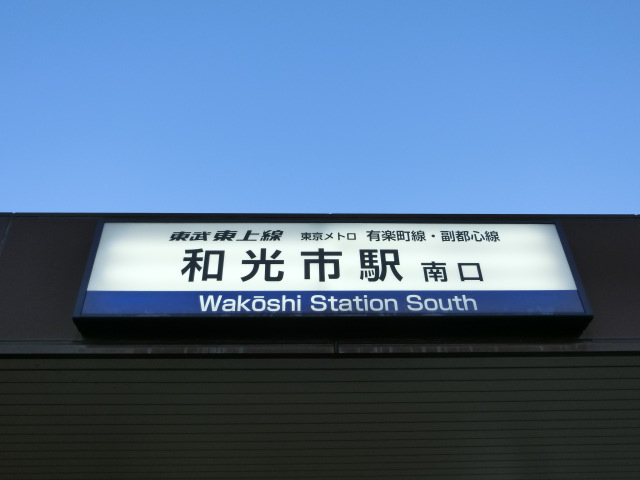 東武東上線 東京メトロ 有楽町線・副都心線
和光市駅 南口
Wakōshi Station South